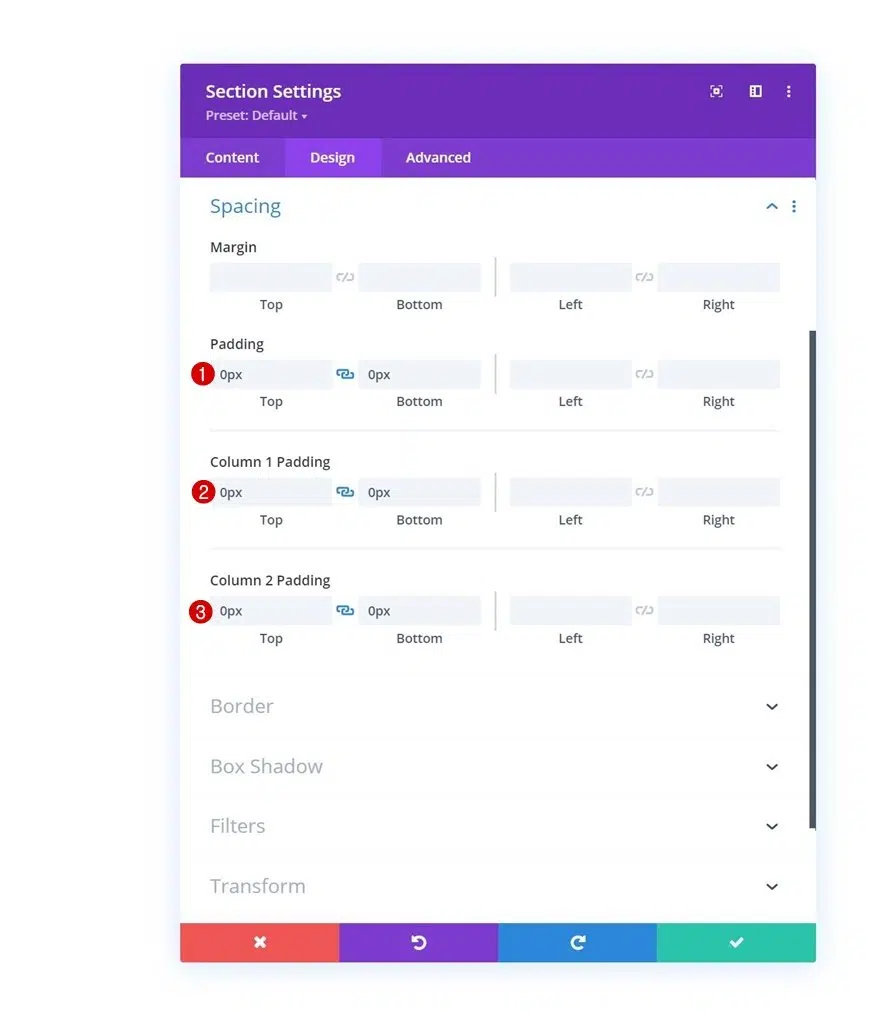 Section Settings
Preset: Default
Content Design Advanced
Spacing
Margin
Top Bottom Left Right
Padding
1 0px 0px
Top Bottom Left Right
Column 1 Padding
2 0px 0px
Top Bottom Left Right
Column 2 Padding
3 0px 0px
Top Bottom Left Right
Border
Box Shadow
Filters
Transform